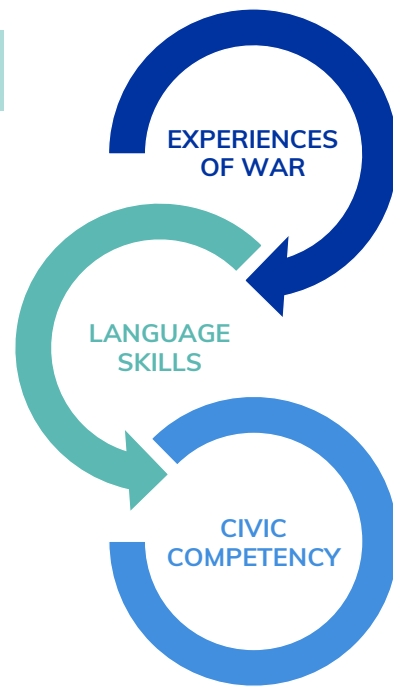 EXPERIENCES
OF WAR
LANGUAGE
SKILLS
CIVIC
COMPETENCY